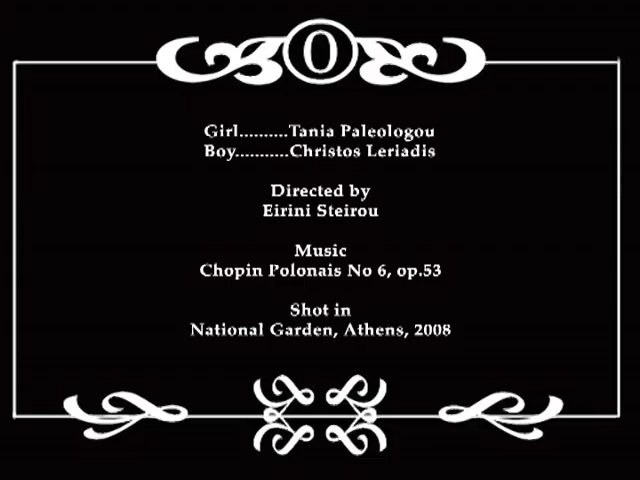 O
Girl..........Tania Paleologou
Boy...........Christos Leriadis
Directed by
Eirini Steirou
Music
Chopin Polonais No 6, op.53
Shot in
National Garden, Athens, 2008